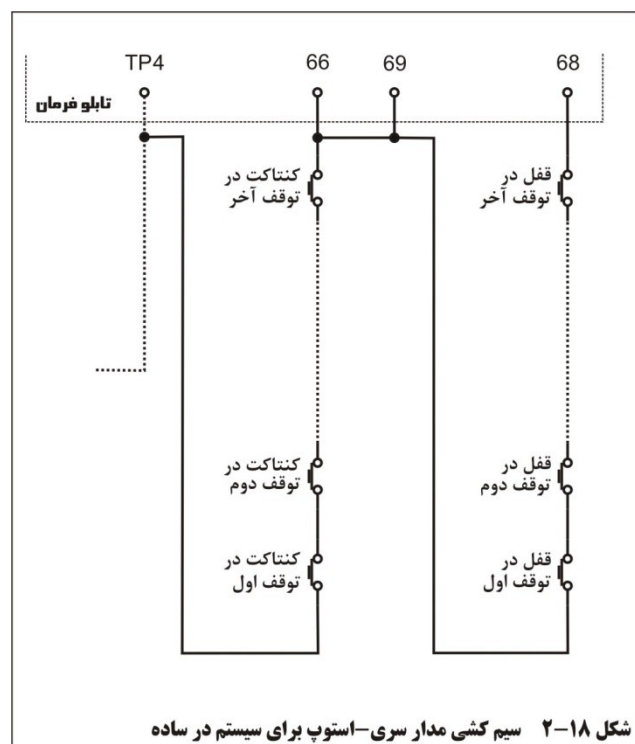 TP4 66 69 68
تابلو فرمان
کنتاکت در
توقف آخر
قفل در
توقف آخر
کنتاکت در
توقف دوم
قفل در
توقف دوم
کنتاکت در
توقف اول
قفل در
توقف اول
شکل ۱۸-۲ سیم کشی مدار سری-استوپ برای سیستم در ساده